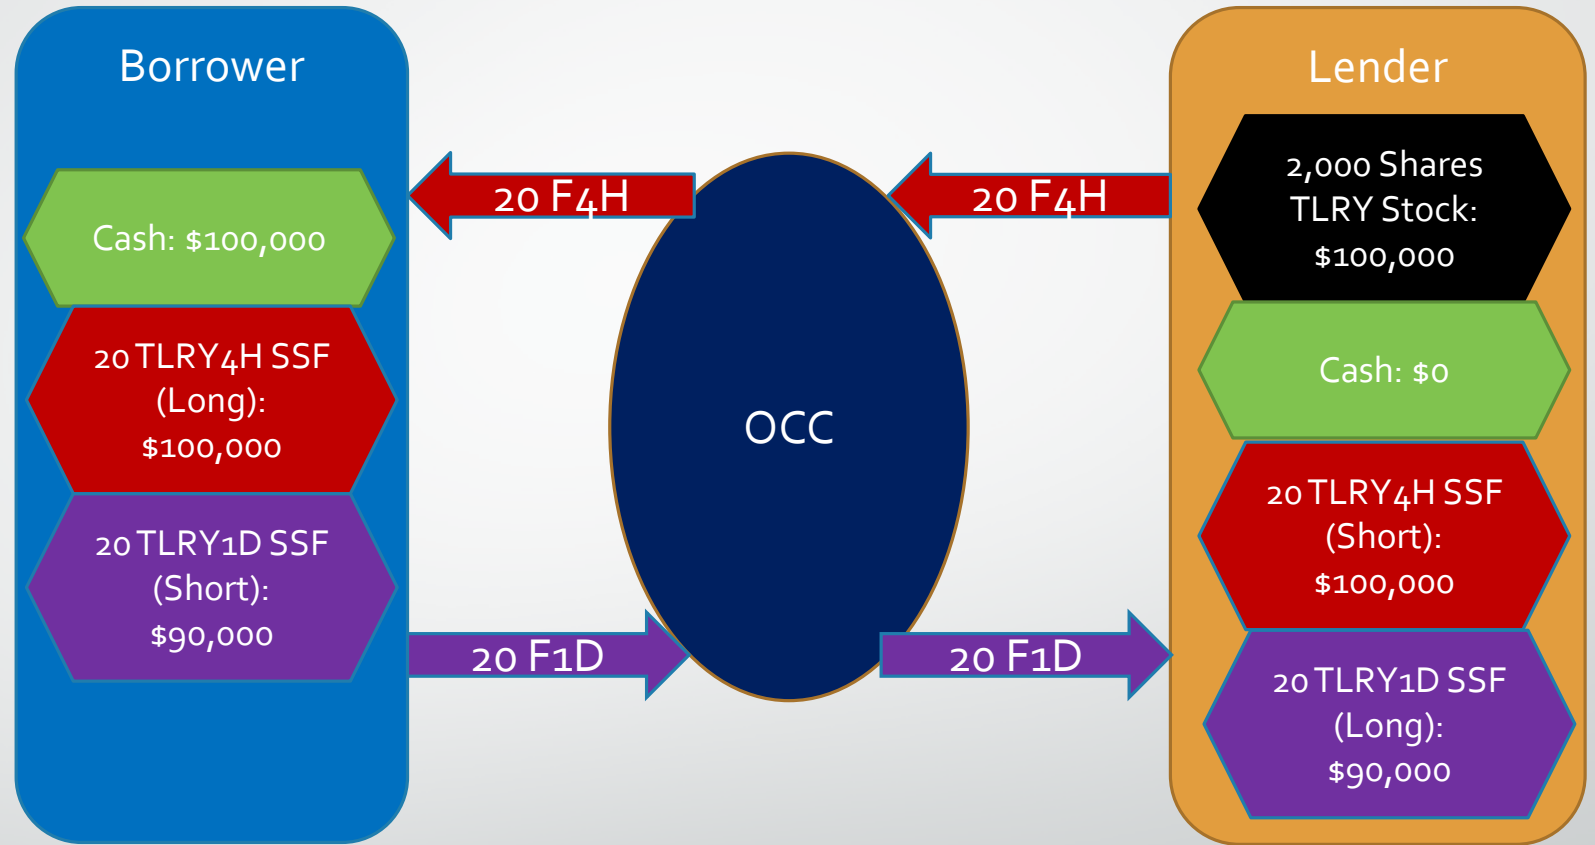 Borrower
Cash: $100,000
20 TLRY4H SSF
(Long):
$100,000
20 TLRY1D SSF
(Short):
$90,000
20 F4H
20 F1D
OCC
20 F4H
20 F1D
Lender
2,000 Shares
TLRY Stock:
$100,000
Cash: $0
20 TLRY4H SSF
(Short):
$100,000
20 TLRY1D SSF
(Long):
$90,000